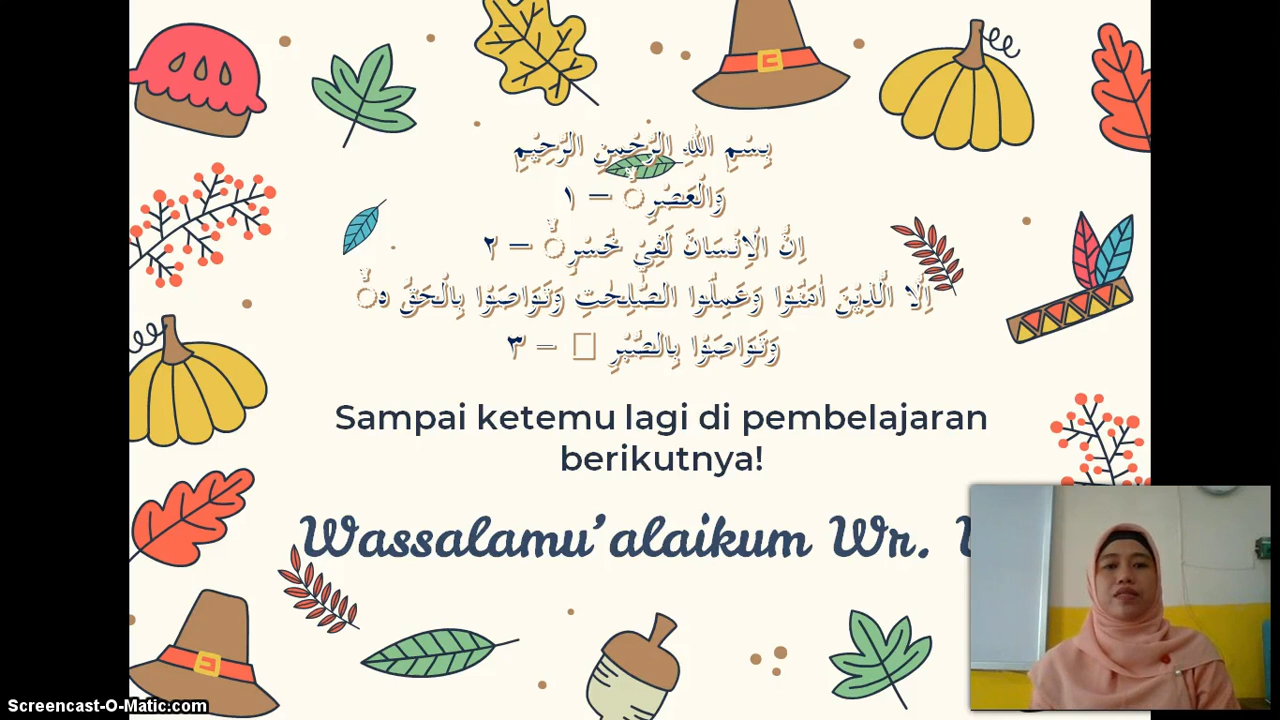 بِسْمِ اللّٰهِ الرَّحْمٰنِ الرَّحِيْمِ
وَالْعَصْرِۙ – ١
اِنَّ الْاِنْسَانَ لَفِيْ خُسْرٍۙ – ٢
اِلَّا الَّذِيْنَ اٰمَنُوْا وَعَمِلُوا الصّٰلِحٰتِ وَتَوَاصَوْا بِالْحَقِّ ەۙ
وَتَوَاصَوْا بِالصَّبْرِ – ٣
Sampai ketemu lagi di pembelajaran
berikutnya!
Wassalamu’alaikum Wr.
Screencast-O-Matic.com